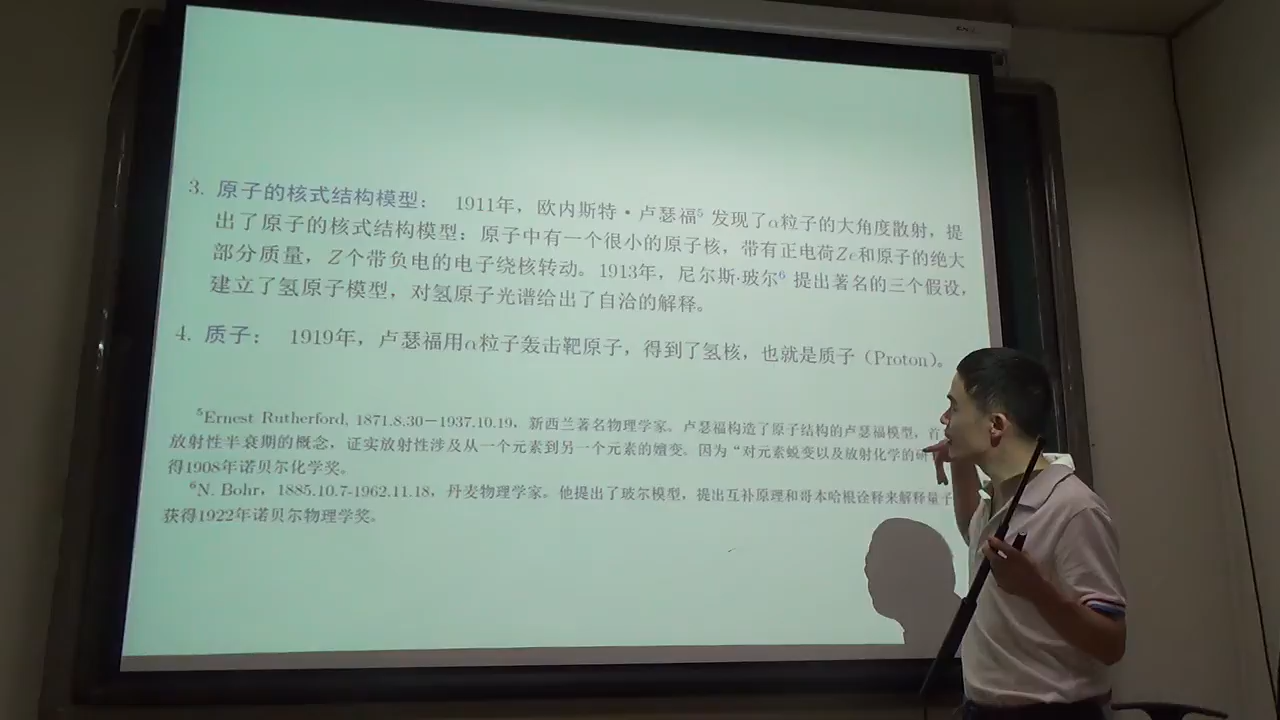 3. 原子的核式结构模型： 1911年，欧内斯特·卢瑟福⁵ 发现了α粒子的大角度散射，提
出了原子的核式结构模型：原子中有一个很小的原子核，带有正电荷Ze和原子的绝大
部分质量，Z个带负电的电子绕核转动。1913年，尼尔斯·玻尔⁶ 提出著名的三个假设，
建立了氢原子模型，对氢原子光谱给出了自洽的解释。
4. 质子： 1919年，卢瑟福用α粒子轰击靶原子，得到了氢核，也就是质子（Proton）。
⁵Ernest Rutherford, 1871.8.30－1937.10.19，新西兰著名物理学家。卢瑟福构造了原子结构的卢瑟福模型，首
放射性半衰期的概念，证实放射性涉及从一个元素到另一个元素的嬗变。因为“对元素蜕变以及放射化学的研
得1908年诺贝尔化学奖。
⁶N. Bohr，1885.10.7-1962.11.18，丹麦物理学家。他提出了玻尔模型，提出互补原理和哥本哈根诠释来解释量子
获得1922年诺贝尔物理学奖。